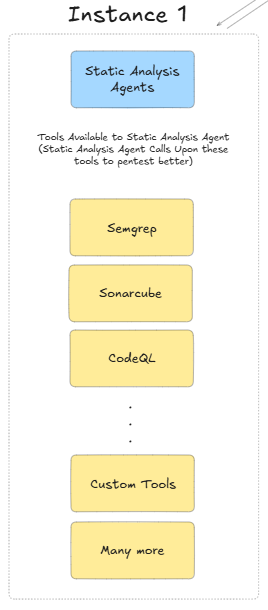 Instance 1
Static Analysis
Agents
Tools Available to Static Analysis Agent
(Static Analysis Agent Calls Upon these
tools to pentest better)
Semgrep
Sonarcube
CodeQL
.
.
.
Custom Tools
Many more